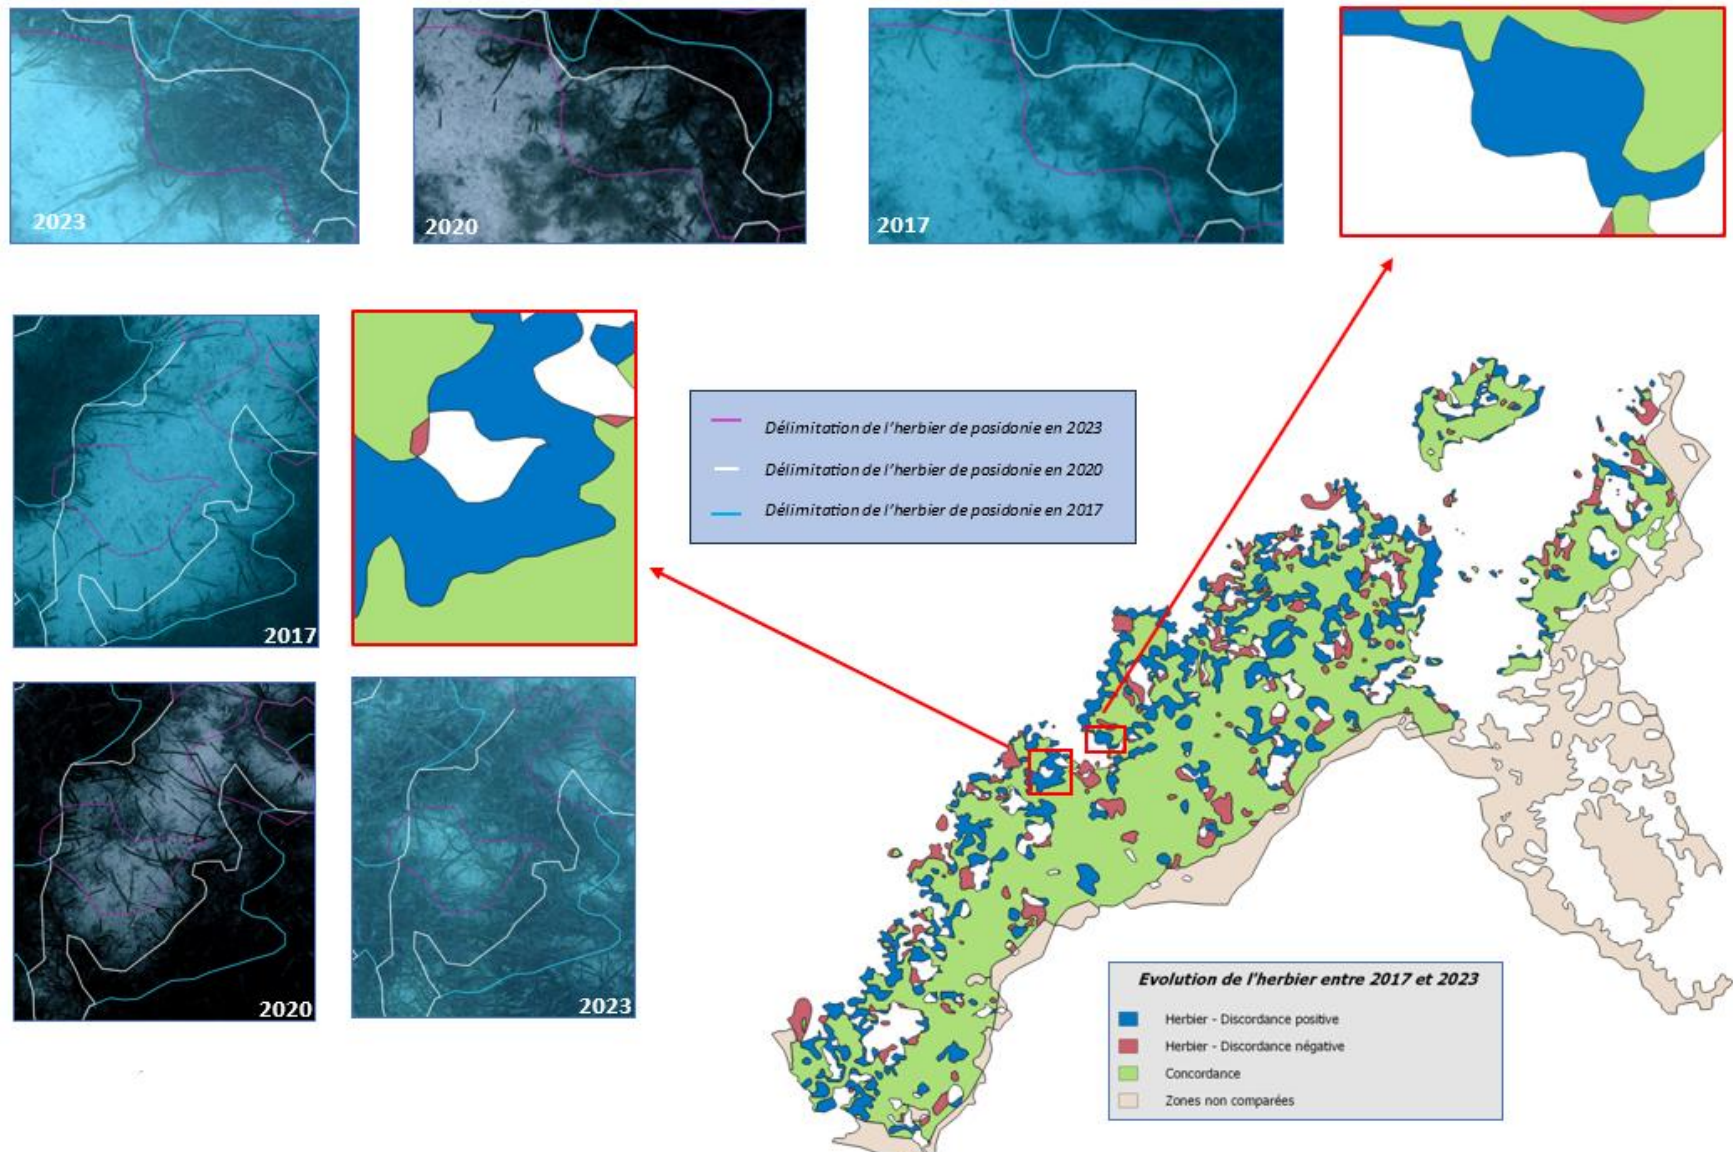 2023
2020
2017
2017
Délimitation de l'herbier de posidonie en 2023
Délimitation de l'herbier de posidonie en 2020
Délimitation de l'herbier de posidonie en 2017
2020
2023
Evolution de l'herbier entre 2017 et 2023
Herbier - Discordance positive
Herbier - Discordance négative
Concordance
Zones non comparées